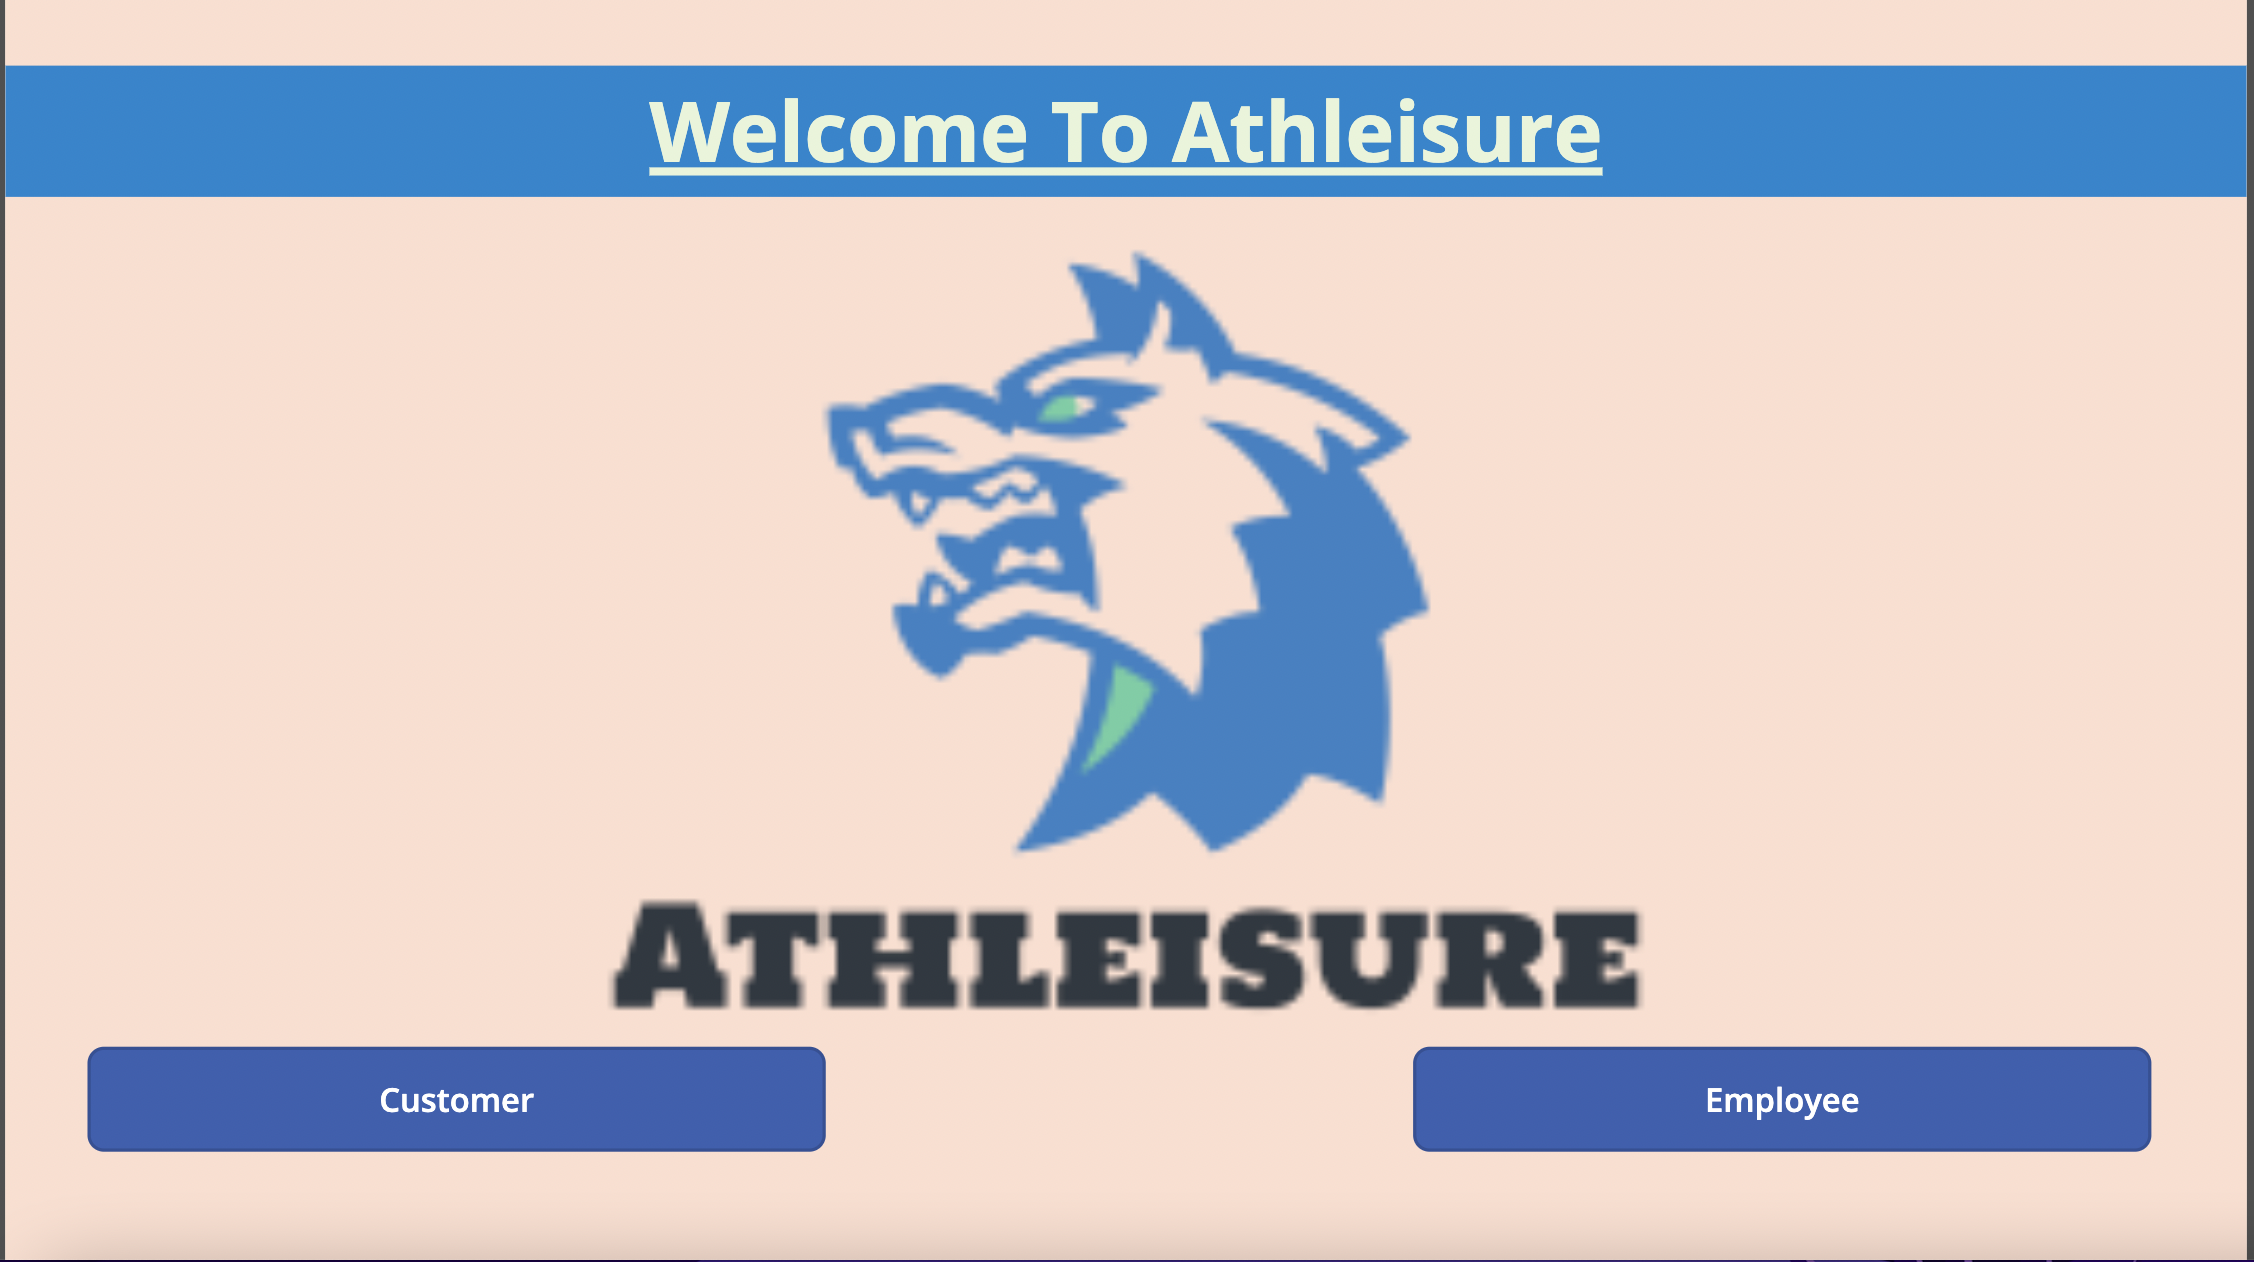 Welcome To Athleisure
ATHLEISURE
Customer
Employee